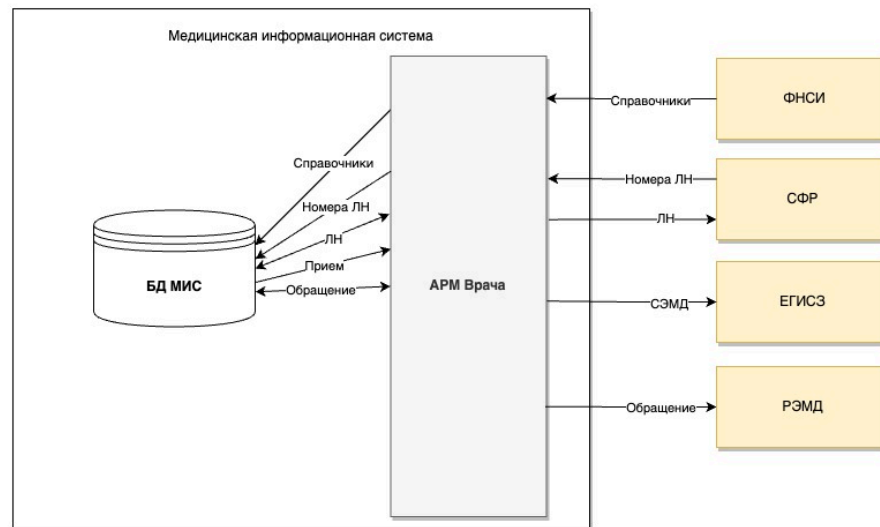 Медицинская информационная система
Справочники
ФНСИ
Справочники
Номера ЛН
СФР
Номера ЛН
ЛН
ЛН
Прием
БД МИС
Обращение
АРМ Врача
СЭМД
ЕГИСЗ
Обращение
РЭМД